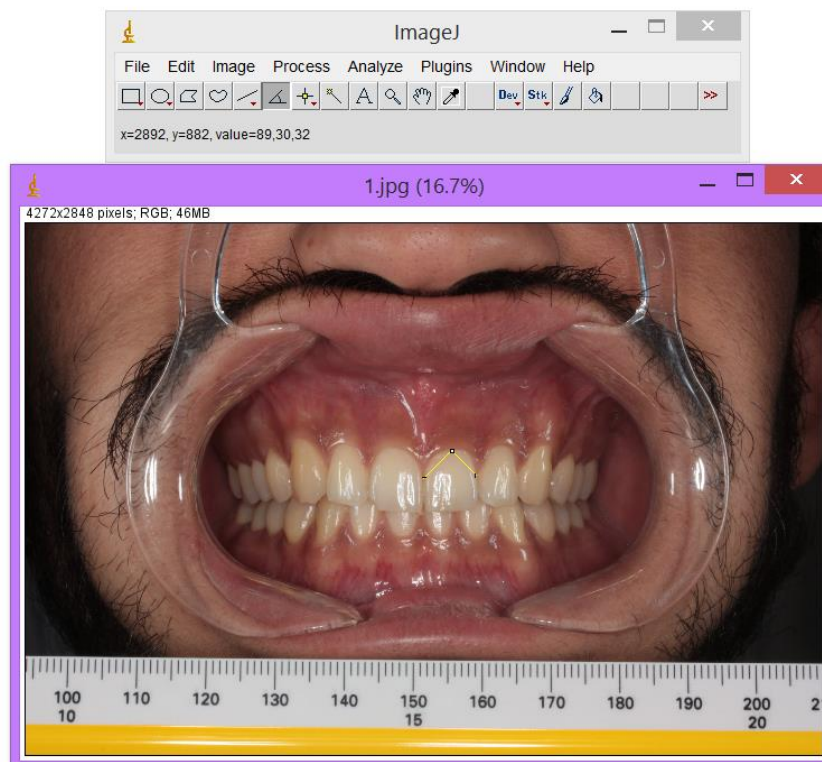 ImageJ
File Edit Image Process Analyze Plugins Window Help
A Dev Stk >>
x=2892, y=882, value=89,30,32
1.jpg (16.7%)
4272x2848 pixels; RGB; 46MB
100 110 120 130 140 150 160 170 180 190 200 2
10 15 20